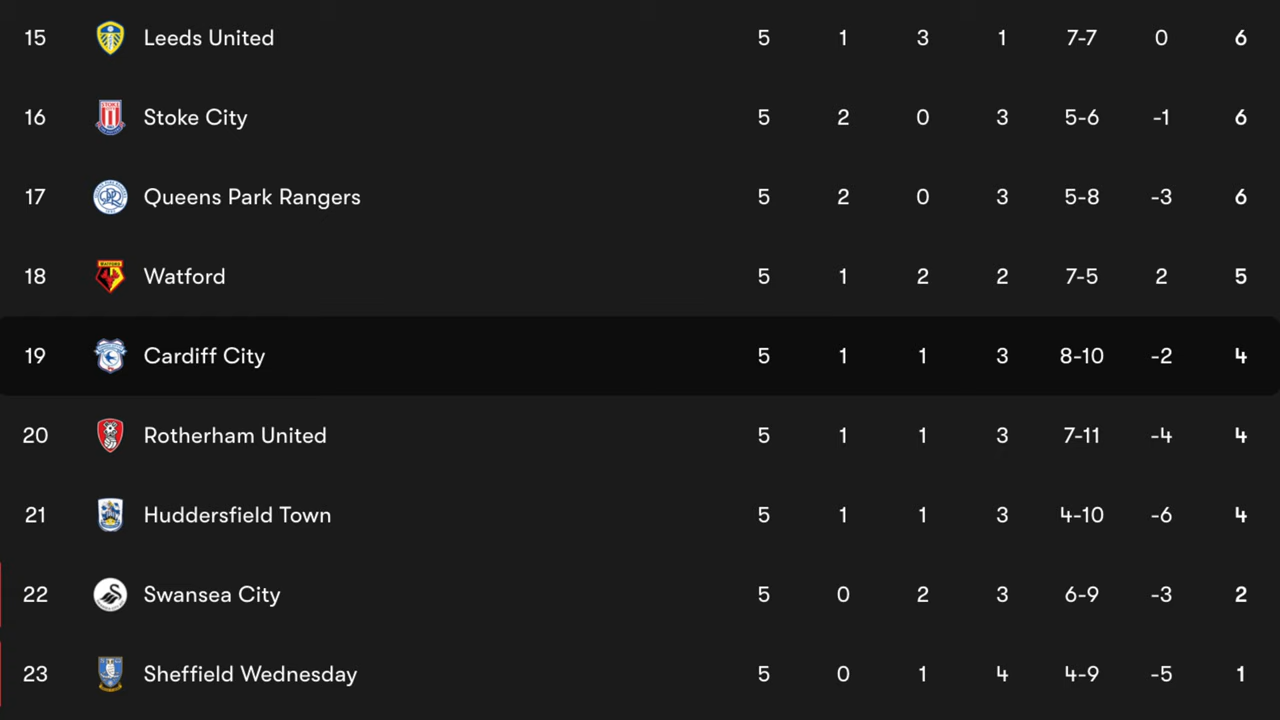 15 Leeds United 5 1 3 1 7-7 0 6
16 Stoke City 5 2 0 3 5-6 -1 6
17 Queens Park Rangers 5 2 0 3 5-8 -3 6
18 Watford 5 1 2 2 7-5 2 5
19 Cardiff City 5 1 1 3 8-10 -2 4
20 Rotherham United 5 1 1 3 7-11 -4 4
21 Huddersfield Town 5 1 1 3 4-10 -6 4
22 Swansea City 5 0 2 3 6-9 -3 2
23 Sheffield Wednesday 5 0 1 4 4-9 -5 1